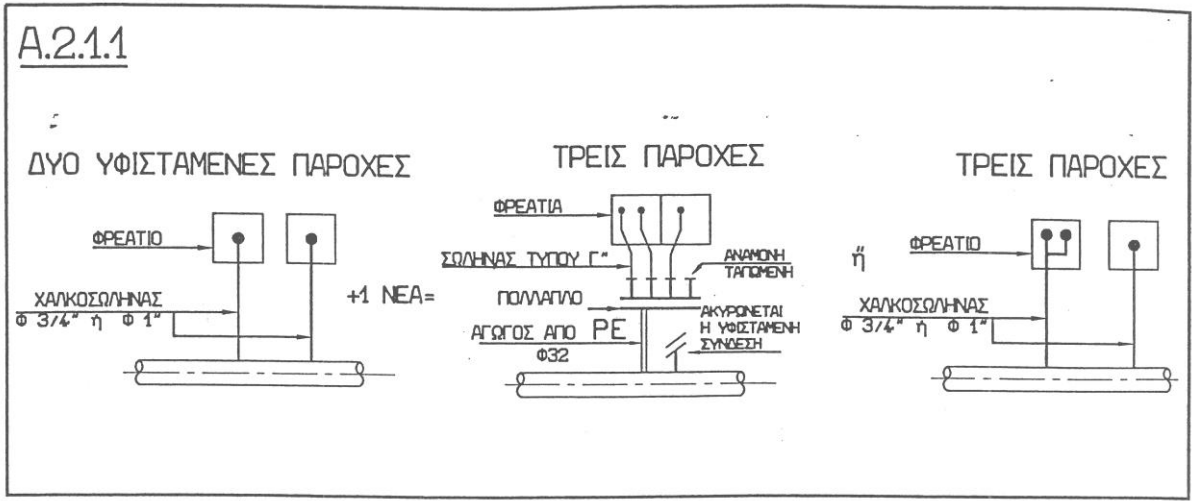 A.2.1.1
ΔΥΟ ΥΦΙΣΤΑΜΕΝΕΣ ΠΑΡΟΧΕΣ
ΦΡΕΑΤΙΟ
ΧΑΛΚΟΣΩΛΗΝΑΣ
Φ 3/4" ή Φ 1"
+1 ΝΕΑ=
ΤΡΕΙΣ ΠΑΡΟΧΕΣ
ΦΡΕΑΤΙΑ
ΣΩΛΗΝΑΣ ΤΥΠΟΥ Γ"
ΑΝΑΜΟΝΗ
ΤΑΠΩΜΕΝΗ
ΠΟΛΛΑΠΛΟ
ΑΓΩΓΟΣ ΑΠΟ PE
Φ32
ΑΚΥΡΩΝΕΤΑΙ
Η ΥΦΙΣΤΑΜΕΝΗ
ΣΥΝΔΕΣΗ
ή
ΤΡΕΙΣ ΠΑΡΟΧΕΣ
ΦΡΕΑΤΙΟ
ΧΑΛΚΟΣΩΛΗΝΑΣ
Φ 3/4" ή Φ 1"